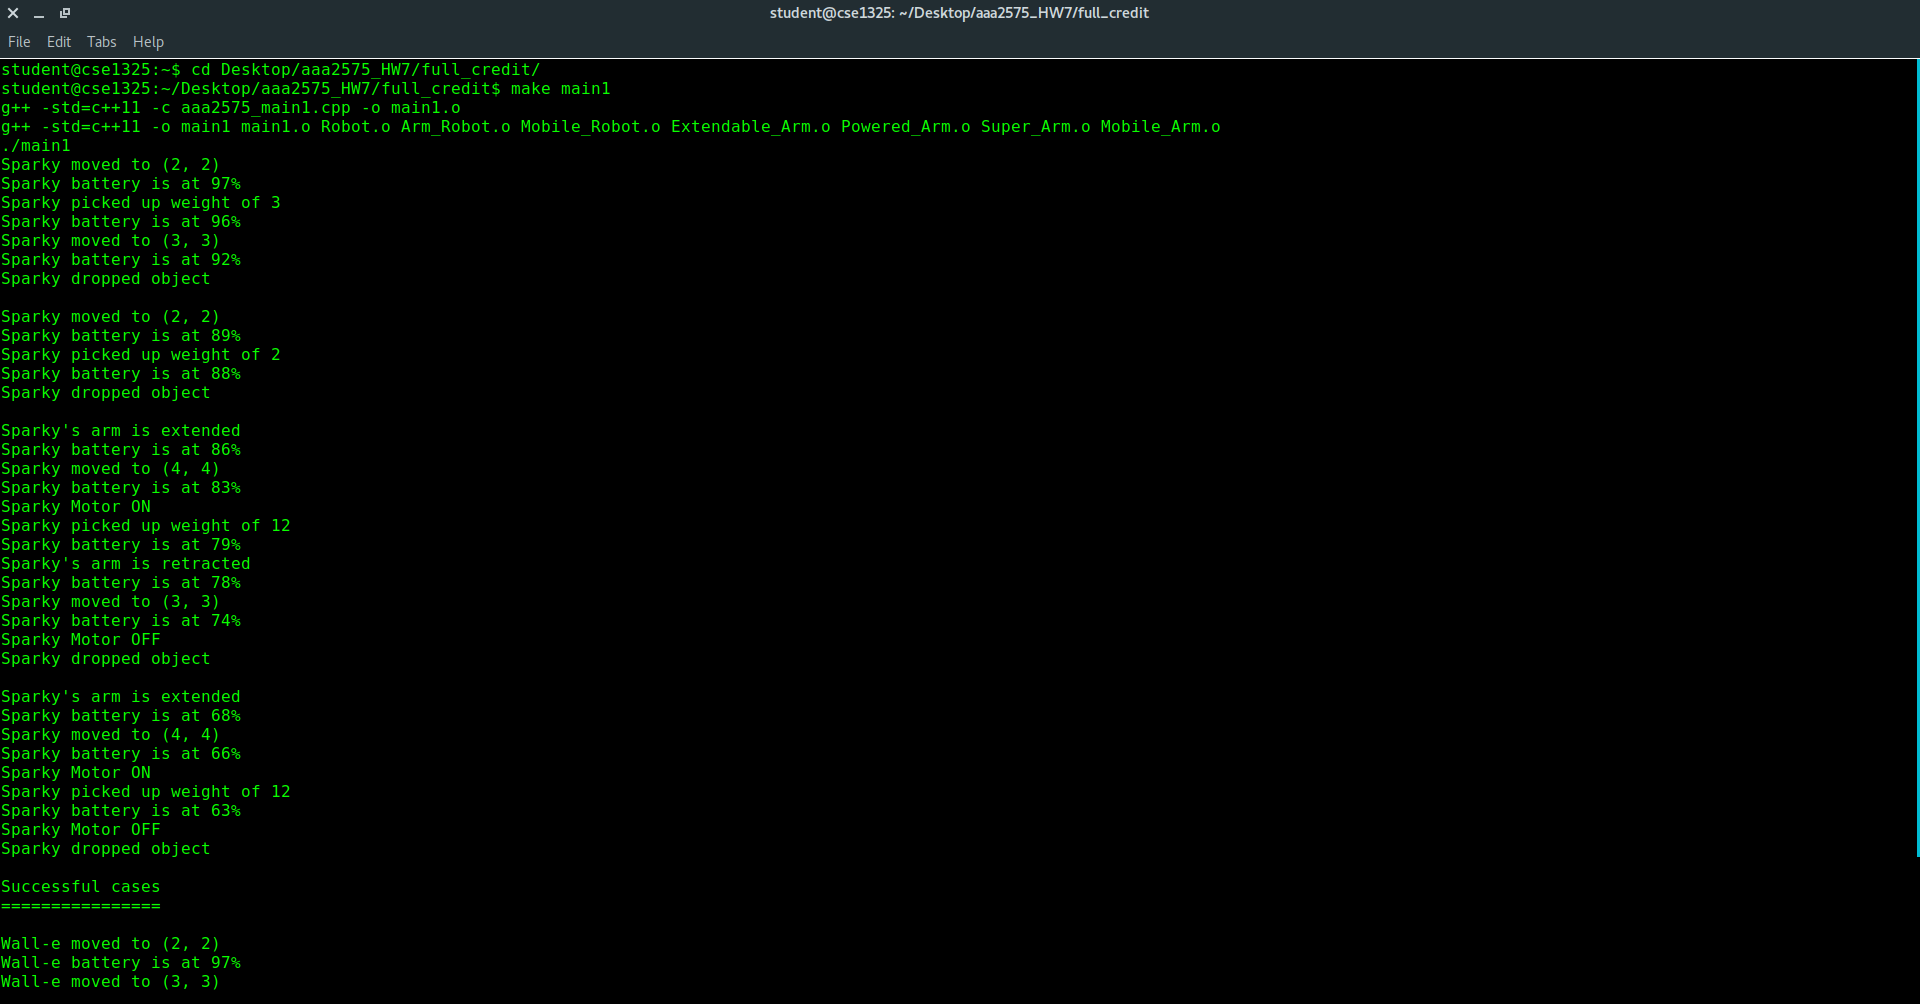 student@cse1325: ~/Desktop/aaa2575_HW7/full_credit
File Edit Tabs Help
student@cse1325:~$ cd Desktop/aaa2575_HW7/full_credit/
student@cse1325:~/Desktop/aaa2575_HW7/full_credit$ make main1
g++ -std=c++11 -c aaa2575_main1.cpp -o main1.o
g++ -std=c++11 -o main1 main1.o Robot.o Arm_Robot.o Mobile_Robot.o Extendable_Arm.o Powered_Arm.o Super_Arm.o Mobile_Arm.o
./main1
Sparky moved to (2, 2)
Sparky battery is at 97%
Sparky picked up weight of 3
Sparky battery is at 96%
Sparky moved to (3, 3)
Sparky battery is at 92%
Sparky dropped object
Sparky moved to (2, 2)
Sparky battery is at 89%
Sparky picked up weight of 2
Sparky battery is at 88%
Sparky dropped object
Sparky's arm is extended
Sparky battery is at 86%
Sparky moved to (4, 4)
Sparky battery is at 83%
Sparky Motor ON
Sparky picked up weight of 12
Sparky battery is at 79%
Sparky's arm is retracted
Sparky battery is at 78%
Sparky moved to (3, 3)
Sparky battery is at 74%
Sparky Motor OFF
Sparky dropped object
Sparky's arm is extended
Sparky battery is at 68%
Sparky moved to (4, 4)
Sparky battery is at 66%
Sparky Motor ON
Sparky picked up weight of 12
Sparky battery is at 63%
Sparky Motor OFF
Sparky dropped object
Successful cases
================
Wall-e moved to (2, 2)
Wall-e battery is at 97%
Wall-e moved to (3, 3)